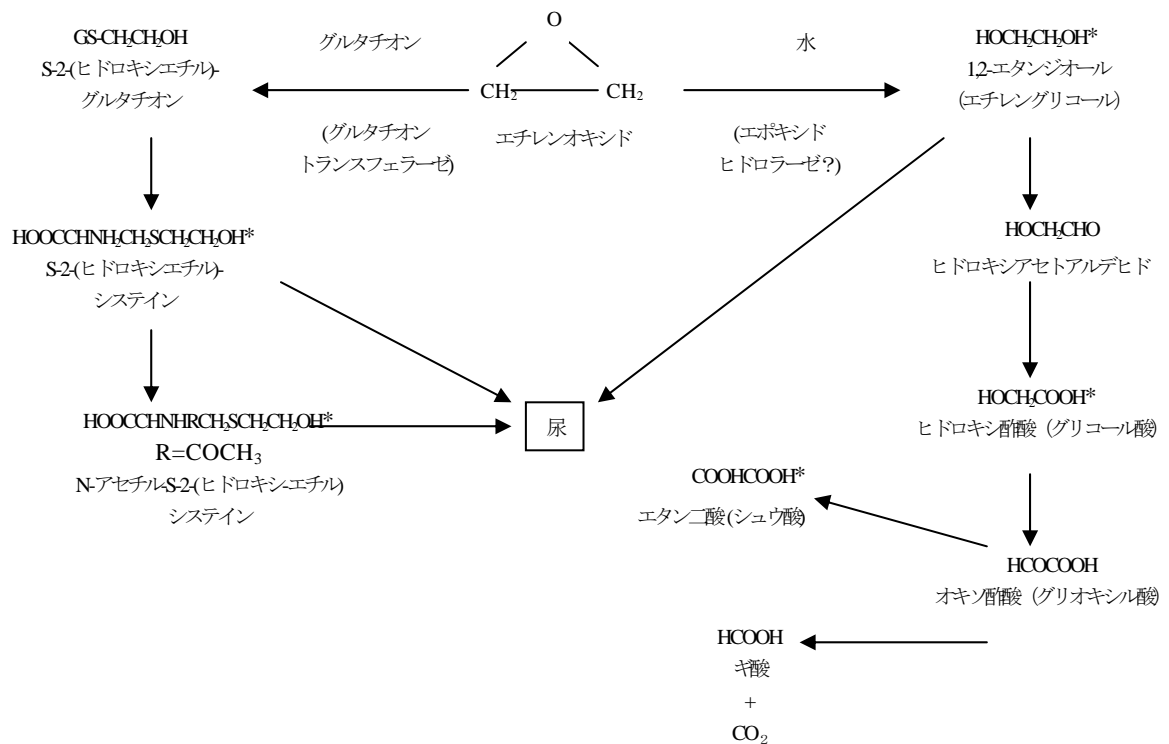 O
GS-CH₂CH₂OH
S-2-(ヒドロキシエチル)-
グルタチオン
グルタチオン
水
HOCH₂CH₂OH*
1,2-エタンジオール
(エチレングリコール)
CH₂
CH₂
(グルタチオン
トランスフェラーゼ)
エチレンオキシド
(エポキシド
ヒドロラーゼ?)
HOOCCHNH₂CH₂SCH₂CH₂OH*
S-2-(ヒドロキシエチル)-
システイン
HOCH₂CHO
ヒドロキシアセトアルデヒド
HOOCCHNHRCH₂SCH₂CH₂OH*
R=COCH₃
N-アセチル-S-2-(ヒドロキシ-エチル)
システイン
尿
HOCH₂COOH*
ヒドロキシ酢酸 (グリコール酸)
COOHCOOH*
エタン二酸(シュウ酸)
HCOCOOH
オキソ酢酸 (グリオキシル酸)
HCOOH
ギ酸
+
CO₂